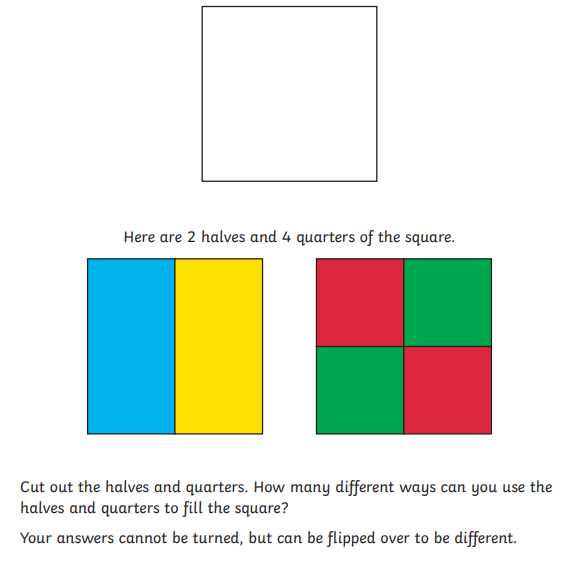 Here are 2 halves and 4 quarters of the square.
Cut out the halves and quarters. How many different ways can you use the
halves and quarters to fill the square?
Your answers cannot be turned, but can be flipped over to be different.